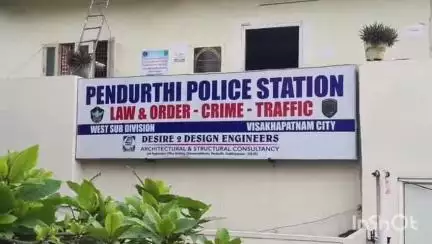 PENDURTHI POLICE STATION
LAW & ORDER - CRIME - TRAFFIC
WEST SUB DIVISION VISAKHAPATNAM CITY
DESIRE 2 DESIGN ENGINEERS
ARCHITECTURAL & STRUCTURAL CONSULTANCY
InShOt